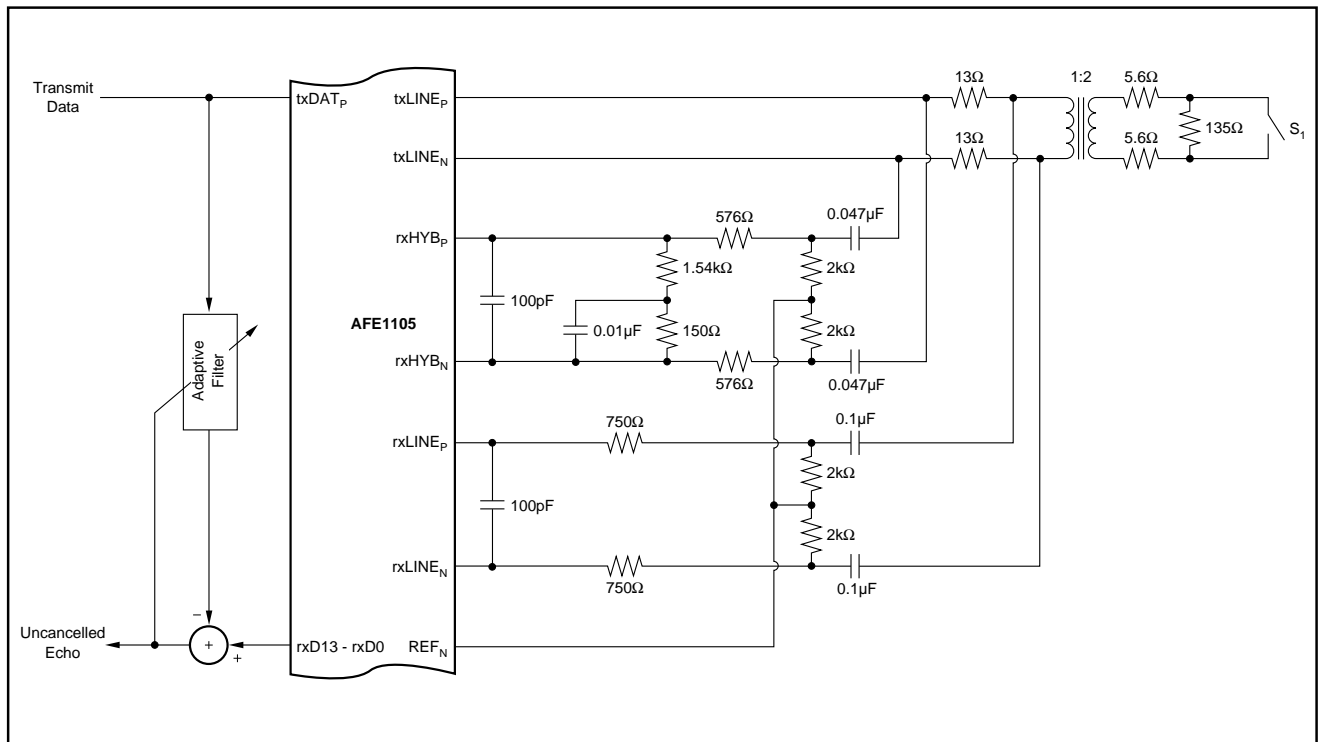 Transmit
Data
txDATP
txLINEP
13Ω
1:2
5.6Ω
135Ω
S1
txLINEN
13Ω
5.6Ω
rxHYBP
576Ω
0.047µF
1.54kΩ
2kΩ
100pF
AFE1105
0.01µF
150Ω
2kΩ
rxHYBN
576Ω
0.047µF
Adaptive
Filter
rxLINEP
750Ω
0.1µF
2kΩ
100pF
2kΩ
rxLINEN
750Ω
0.1µF
Uncancelled
Echo
–
+
+
rxD13 - rxD0
REFN